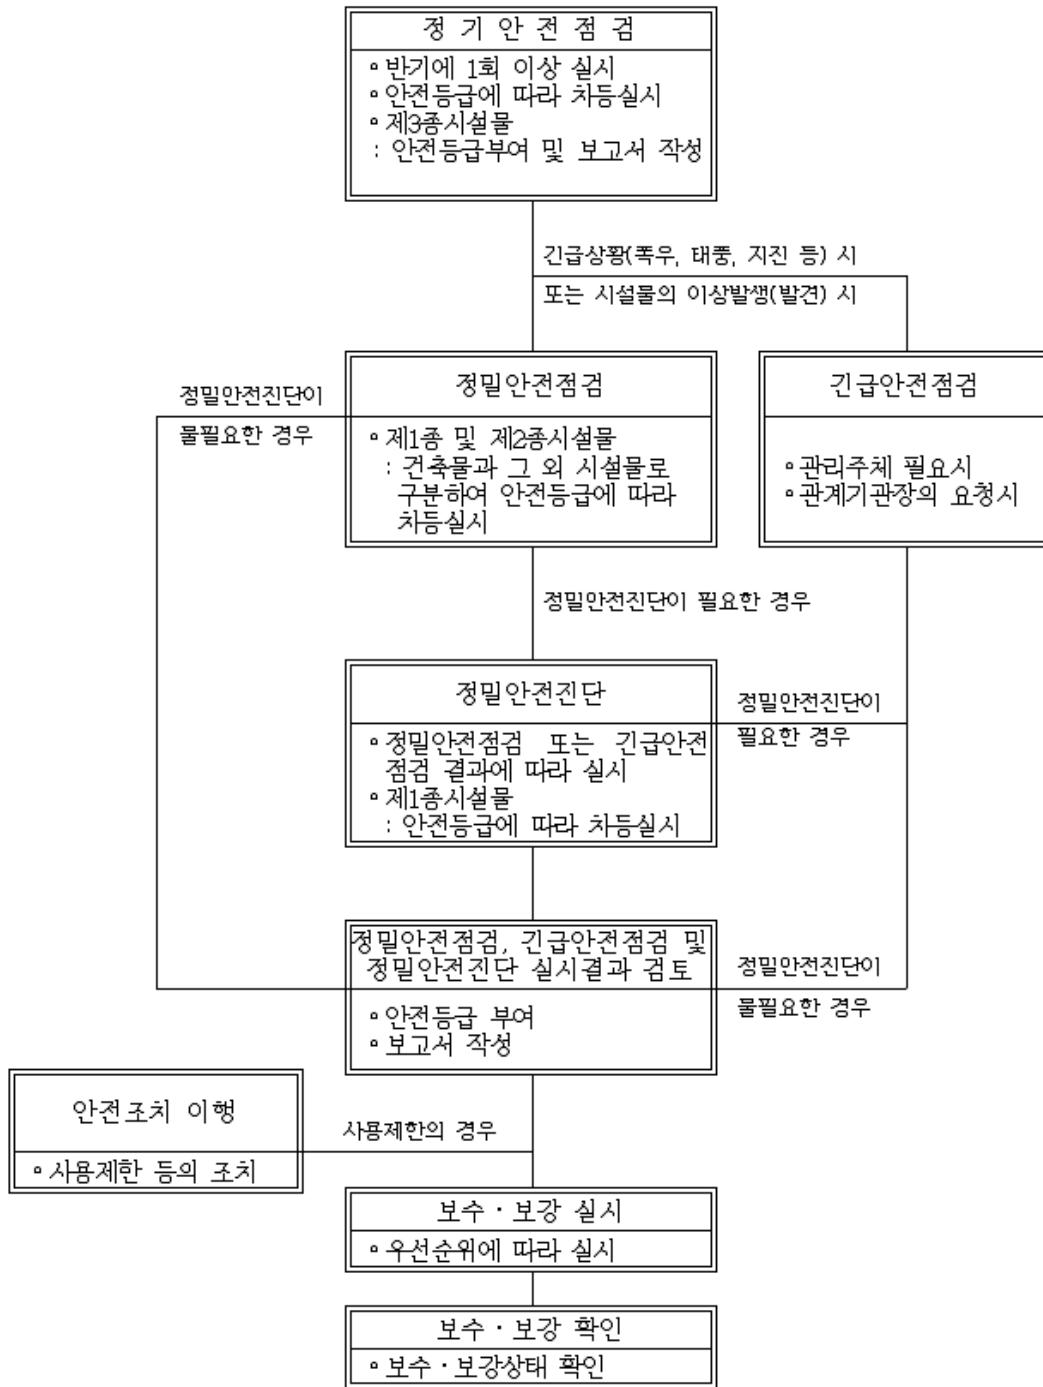 정 기 안 전 점 검
▫반기에 1회 이상 실시
▫안전등급에 따라 차등실시
▫제3종시설물
: 안전등급부여 및 보고서 작성
긴급상황(폭우, 태풍, 지진 등) 시
또는 시설물의 이상발생(발견) 시
정밀안전진단이
불필요한 경우
정밀안전점검
▫제1종 및 제2종시설물
: 건축물과 그 외 시설물로
구분하여 안전등급에 따라
차등실시
긴급안전점검
▫관리주체 필요시
▫관계기관장의 요청시
정밀안전진단이 필요한 경우
정밀안전진단
▫정밀안전점검 또는 긴급안전
점검 결과에 따라 실시
▫제1종시설물
: 안전등급에 따라 차등실시
정밀안전진단이
필요한 경우
정밀안전점검, 긴급안전점검 및
정밀안전진단 실시결과 검토
▫안전등급 부여
▫보고서 작성
정밀안전진단이
불필요한 경우
안전조치 이행
▫사용제한 등의 조치
사용제한의 경우
보수ㆍ보강 실시
▫우선순위에 따라 실시
보수ㆍ보강 확인
▫보수ㆍ보강상태 확인